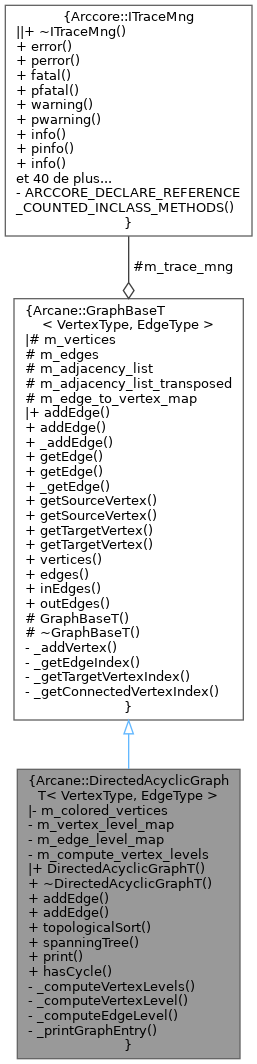 {Arccore::ITraceMng
||+ ~ITraceMng()
+ error()
+ perror()
+ fatal()
+ pfatal()
+ warning()
+ pwarning()
+ info()
+ pinfo()
+ info()
et 40 de plus...
- ARCCORE_DECLARE_REFERENCE
_COUNTED_INCLASS_METHODS()
}
#m_trace_mng
{Arcane::GraphBaseT
< VertexType, EdgeType >
|# m_vertices
# m_edges
# m_adjacency_list
# m_adjacency_list_transposed
# m_edge_to_vertex_map
|+ addEdge()
+ addEdge()
+ _addEdge()
+ getEdge()
+ getEdge()
+ _getEdge()
+ getSourceVertex()
+ getSourceVertex()
+ getTargetVertex()
+ getTargetVertex()
+ vertices()
+ edges()
+ inEdges()
+ outEdges()
# GraphBaseT()
# ~GraphBaseT()
- _addVertex()
- _getEdgeIndex()
- _getTargetVertexIndex()
- _getConnectedVertexIndex()
}
{Arcane::DirectedAcyclicGraph
T< VertexType, EdgeType >
|- m_colored_vertices
- m_vertex_level_map
- m_edge_level_map
- m_compute_vertex_levels
|+ DirectedAcyclicGraphT()
+ ~DirectedAcyclicGraphT()
+ addEdge()
+ addEdge()
+ topologicalSort()
+ spanningTree()
+ print()
+ hasCycle()
- _computeVertexLevels()
- _computeVertexLevel()
- _computeEdgeLevel()
- _printGraphEntry()
}